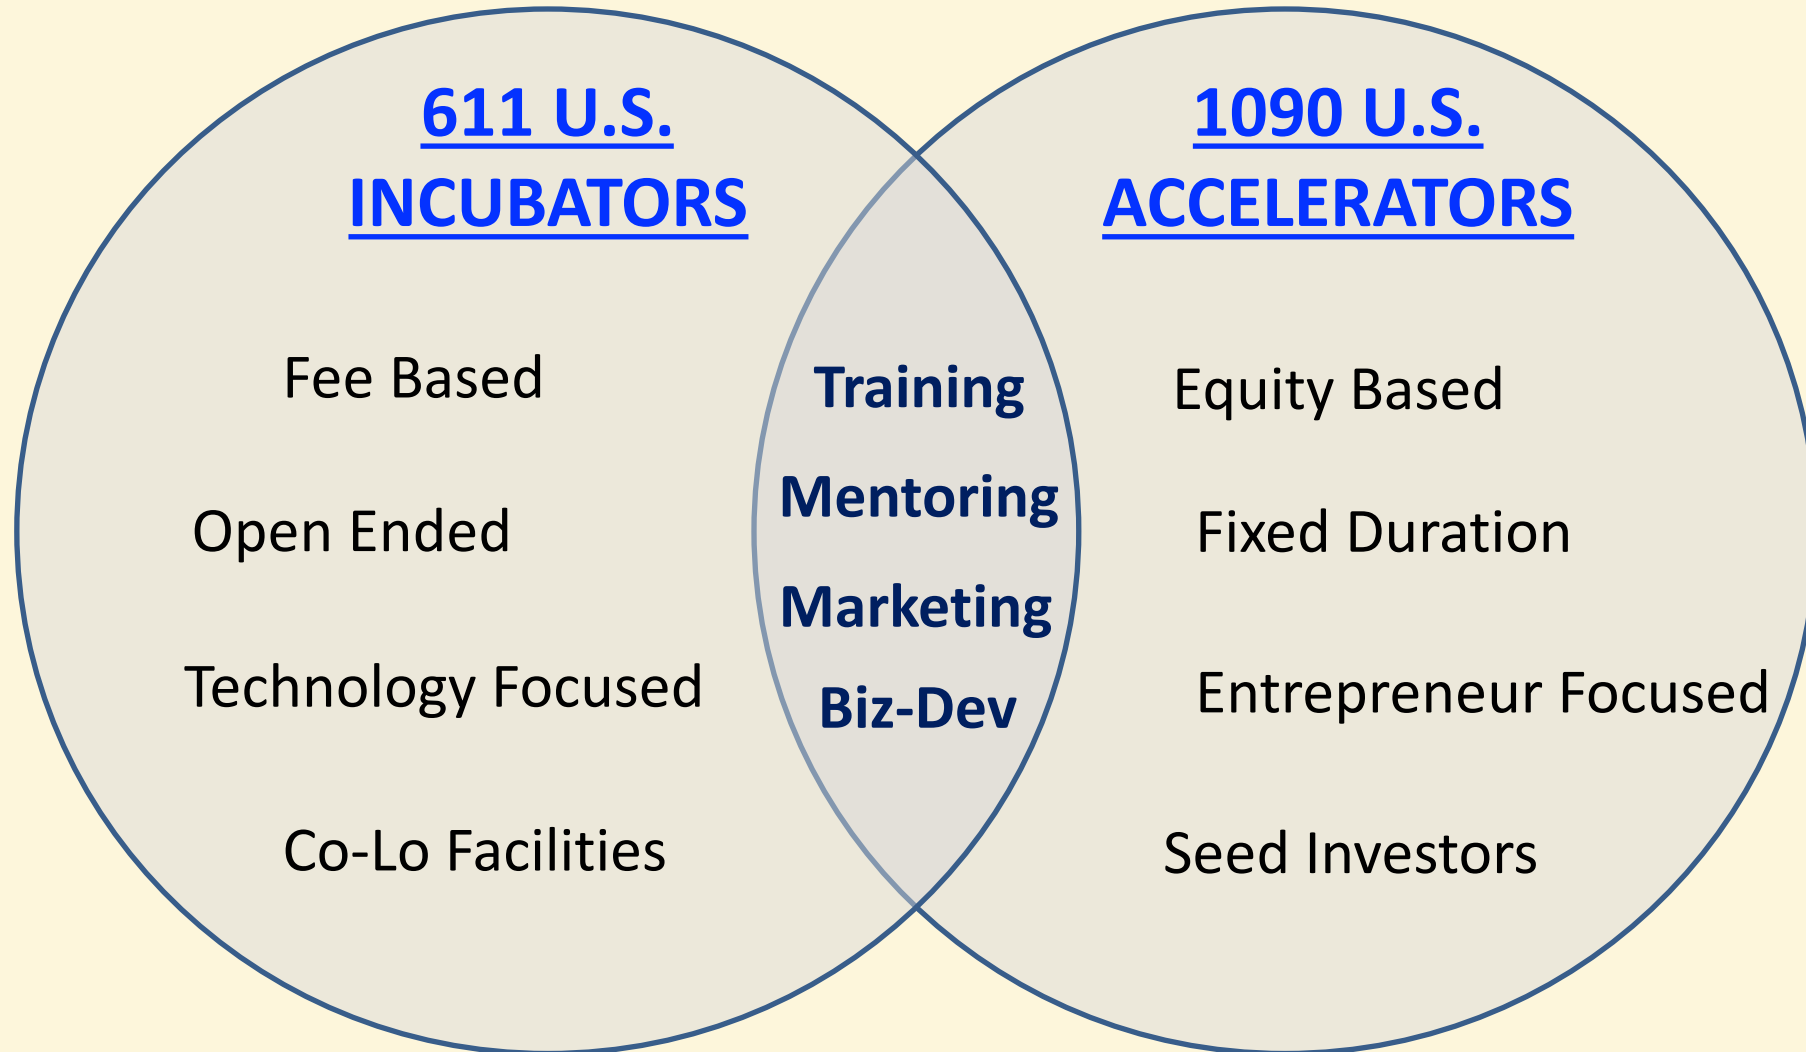 611 U.S.
INCUBATORS
Fee Based
Open Ended
Technology Focused
Co-Lo Facilities
Training
Mentoring
Marketing
Biz-Dev
1090 U.S.
ACCELERATORS
Equity Based
Fixed Duration
Entrepreneur Focused
Seed Investors